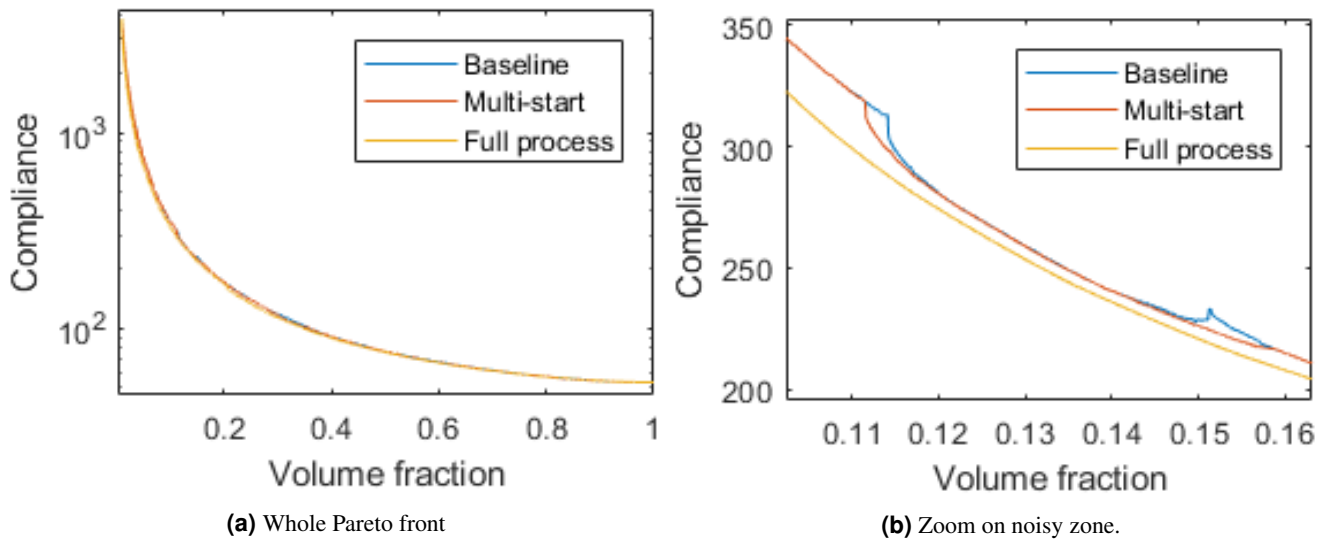 Compliance
10^3
10^2
0.2 0.4 0.6 0.8 1
Volume fraction
Baseline
Multi-start
Full process
(a) Whole Pareto front
Compliance
350
300
250
200
0.11 0.12 0.13 0.14 0.15 0.16
Volume fraction
Baseline
Multi-start
Full process
(b) Zoom on noisy zone.